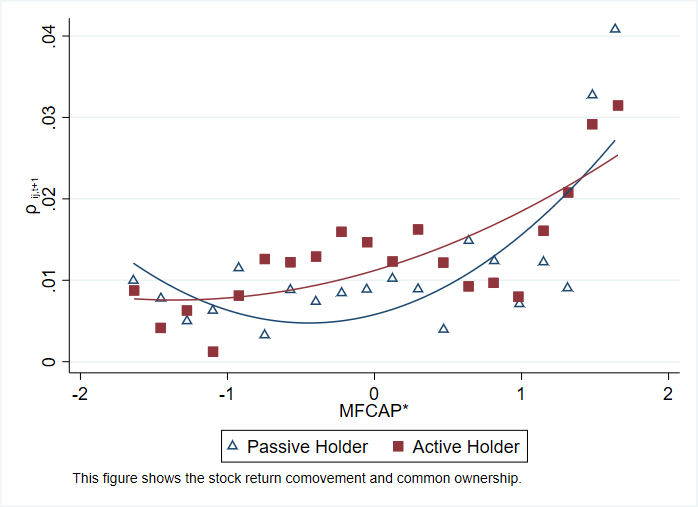 .04
.03
.02
.01
0
ρ ij,t+1
-2 -1 0 1 2
MFCAP*
Passive Holder Active Holder
This figure shows the stock return comovement and common ownership.